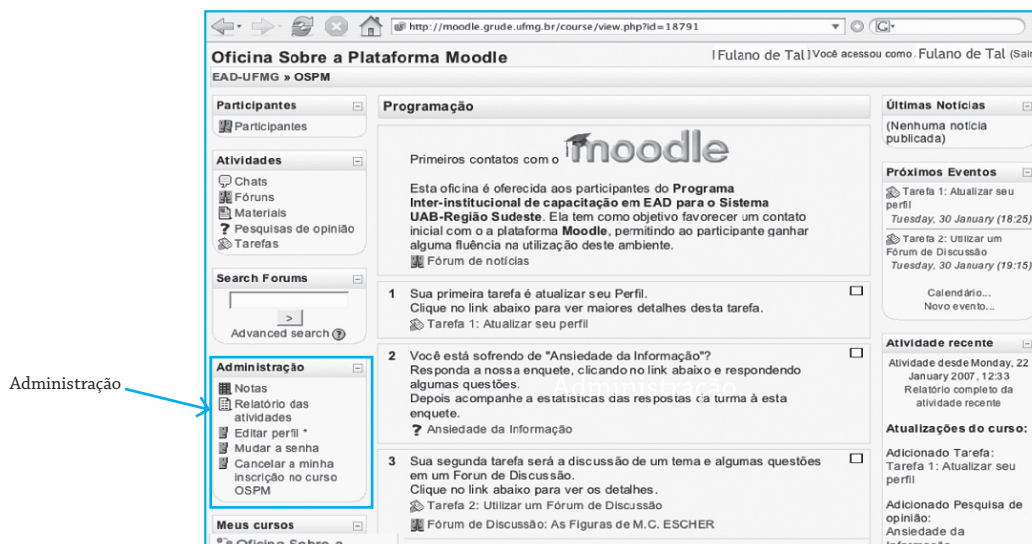 http://moodle.grude.ufmg.br/course/view.php?id=18791
G
Oficina Sobre a Plataforma Moodle
[Fulano de Tal] Você acessou como Fulano de Tal (Sair
EAD-UFMG » OSPM
Participantes
Participantes
Atividades
Chats
Fóruns
Materiais
? Pesquisas de opinião
Tarefas
Search Forums
>
Advanced search ?
Administração
Administração
Notas
Relatório das
atividades
Editar perfil *
Mudar a senha
Cancelar a minha
inscrição no curso
OSPM
Meus cursos
Oficina Sobre a
Programação
Primeiros contatos com o moodle
Esta oficina é oferecida aos participantes do Programa
Inter-institucional de capacitação em EAD para o Sistema
UAB-Região Sudeste. Ela tem como objetivo favorecer um contato
inicial com o a plataforma Moodle, permitindo ao participante ganhar
alguma fluência na utilização deste ambiente.
Fórum de notícias
1 Sua primeira tarefa é atualizar seu Perfil.
Clique no link abaixo para ver maiores detalhes desta tarefa.
Tarefa 1: Atualizar seu perfil
2 Você está sofrendo de "Ansiedade da Informação"?
Responda a nossa enquete, clicando no link abaixo e respondendo
algumas questões.
Administração
Depois acompanhe a estatísticas das respostas da turma à esta
enquete.
? Ansiedade da Informação
3 Sua segunda tarefa será a discussão de um tema e algumas questões
em um Forun de Discussão.
Clique no link abaixo para ver os detalhes.
Tarefa 2: Utilizar um Fórum de Discussão
Fórum de Discussão: As Figuras de M.C. ESCHER
Últimas Notícias
(Nenhuma notícia
publicada)
Próximos Eventos
Tarefa 1: Atualizar seu
perfil
Tuesday, 30 January (18:25)
Tarefa 2: Utilizar um
Fórum de Discussão
Tuesday, 30 January (19:15)
Calendário...
Novo evento...
Atividade recente
Atividade desde Monday, 22
January 2007, 12:33
Relatório completo da
atividade recente
Atualizações do curso:
Adicionado Tarefa:
Tarefa 1: Atualizar seu
perfil
Adicionado Pesquisa de
opinião:
Ansiedade da